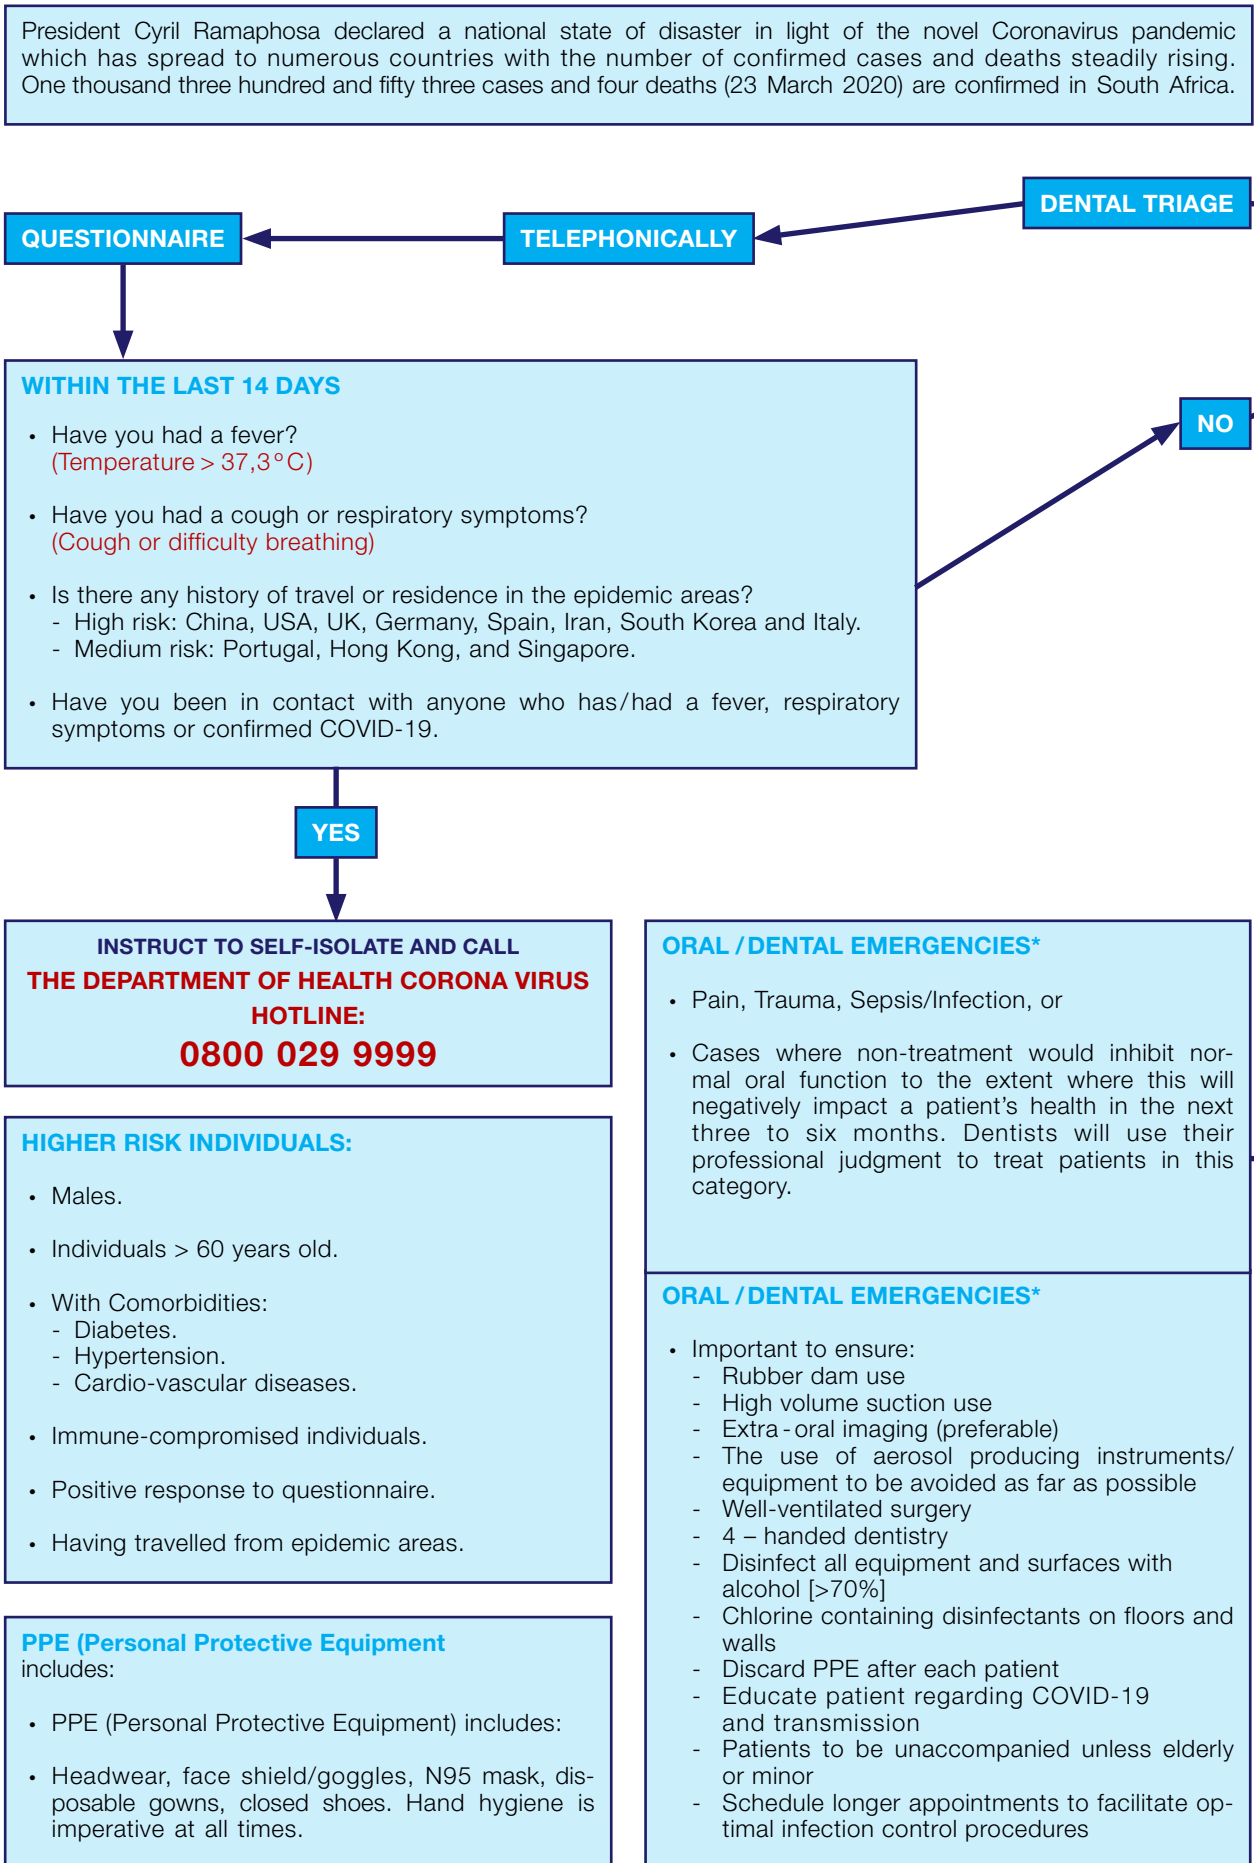 President Cyril Ramaphosa declared a national state of disaster in light of the novel Coronavirus pandemic
which has spread to numerous countries with the number of confirmed cases and deaths steadily rising.
One thousand three hundred and fifty three cases and four deaths (23 March 2020) are confirmed in South Africa.
DENTAL TRIAGE
TELEPHONICALLY
QUESTIONNAIRE
WITHIN THE LAST 14 DAYS
• Have you had a fever?
(Temperature > 37,3°C)
• Have you had a cough or respiratory symptoms?
(Cough or difficulty breathing)
• Is there any history of travel or residence in the epidemic areas?
- High risk: China, USA, UK, Germany, Spain, Iran, South Korea and Italy.
- Medium risk: Portugal, Hong Kong, and Singapore.
• Have you been in contact with anyone who has/had a fever, respiratory
symptoms or confirmed COVID-19.
NO
YES
INSTRUCT TO SELF-ISOLATE AND CALL
THE DEPARTMENT OF HEALTH CORONA VIRUS
HOTLINE:
0800 029 9999
HIGHER RISK INDIVIDUALS:
• Males.
• Individuals > 60 years old.
• With Comorbidities:
- Diabetes.
- Hypertension.
- Cardio-vascular diseases.
• Immune-compromised individuals.
• Positive response to questionnaire.
• Having travelled from epidemic areas.
PPE (Personal Protective Equipment
includes:
• PPE (Personal Protective Equipment) includes:
• Headwear, face shield/goggles, N95 mask, dis-
posable gowns, closed shoes. Hand hygiene is
imperative at all times.
ORAL / DENTAL EMERGENCIES*
• Pain, Trauma, Sepsis/Infection, or
• Cases where non-treatment would inhibit nor-
mal oral function to the extent where this will
negatively impact a patient's health in the next
three to six months. Dentists will use their
professional judgment to treat patients in this
category.
ORAL / DENTAL EMERGENCIES*
• Important to ensure:
- Rubber dam use
- High volume suction use
- Extra - oral imaging (preferable)
- The use of aerosol producing instruments/
equipment to be avoided as far as possible
- Well-ventilated surgery
- 4 – handed dentistry
- Disinfect all equipment and surfaces with
alcohol [>70%]
- Chlorine containing disinfectants on floors and
walls
- Discard PPE after each patient
- Educate patient regarding COVID-19
and transmission
- Patients to be unaccompanied unless elderly
or minor
- Schedule longer appointments to facilitate op-
timal infection control procedures